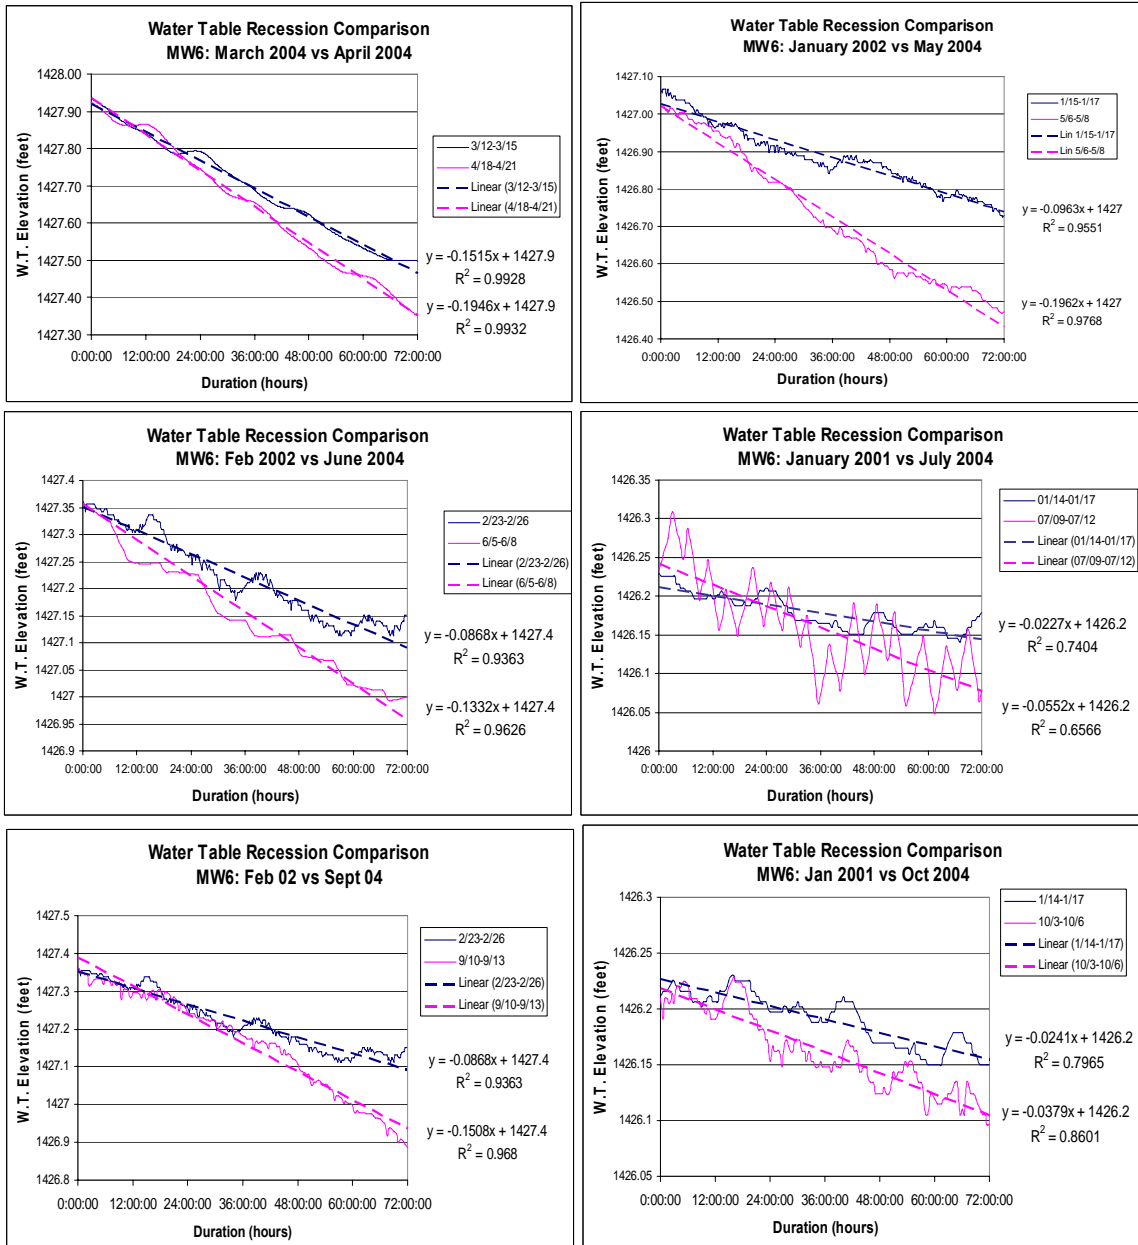 Water Table Recession Comparison
MW6: March 2004 vs April 2004
W.T. Elevation (feet)
1428.00
1427.90
1427.80
1427.70
1427.60
1427.50
1427.40
1427.30
0:00:00 12:00:00 24:00:00 36:00:00 48:00:00 60:00:00 72:00:00
Duration (hours)
3/12-3/15
4/18-4/21
Linear (3/12-3/15)
Linear (4/18-4/21)
y = -0.1515x + 1427.9
R² = 0.9928
y = -0.1946x + 1427.9
R² = 0.9932
Water Table Recession Comparison
MW6: January 2002 vs May 2004
W.T. Elevation (feet)
1427.10
1427.00
1426.90
1426.80
1426.70
1426.60
1426.50
1426.40
0:00:00 12:00:00 24:00:00 36:00:00 48:00:00 60:00:00 72:00:00
Duration (hours)
1/15-1/17
5/6-5/8
Lin 1/15-1/17
Lin 5/6-5/8
y = -0.0963x + 1427
R² = 0.9551
y = -0.1962x + 1427
R² = 0.9768
Water Table Recession Comparison
MW6: Feb 2002 vs June 2004
W.T. Elevation (feet)
1427.4
1427.35
1427.3
1427.25
1427.2
1427.15
1427.1
1427.05
1427
1426.95
1426.9
0:00:00 12:00:00 24:00:00 36:00:00 48:00:00 60:00:00 72:00:00
Duration (hours)
2/23-2/26
6/5-6/8
Linear (2/23-2/26)
Linear (6/5-6/8)
y = -0.0868x + 1427.4
R² = 0.9363
y = -0.1332x + 1427.4
R² = 0.9626
Water Table Recession Comparison
MW6: January 2001 vs July 2004
W.T. Elevation (feet)
1426.35
1426.3
1426.25
1426.2
1426.15
1426.1
1426.05
1426
0:00:00 12:00:00 24:00:00 36:00:00 48:00:00 60:00:00 72:00:00
Duration (hours)
01/14-01/17
07/09-07/12
Linear (01/14-01/17)
Linear (07/09-07/12)
y = -0.0227x + 1426.2
R² = 0.7404
y = -0.0552x + 1426.2
R² = 0.6566
Water Table Recession Comparison
MW6: Feb 02 vs Sept 04
W.T. Elevation (feet)
1427.5
1427.4
1427.3
1427.2
1427.1
1427
1426.9
1426.8
0:00:00 12:00:00 24:00:00 36:00:00 48:00:00 60:00:00 72:00:00
Duration (hours)
2/23-2/26
9/10-9/13
Linear (2/23-2/26)
Linear (9/10-9/13)
y = -0.0868x + 1427.4
R² = 0.9363
y = -0.1508x + 1427.4
R² = 0.968
Water Table Recession Comparison
MW6: Jan 2001 vs Oct 2004
W.T. Elevation (feet)
1426.3
1426.25
1426.2
1426.15
1426.1
1426.05
0:00:00 12:00:00 24:00:00 36:00:00 48:00:00 60:00:00 72:00:00
Duration (hours)
1/14-1/17
10/3-10/6
Linear (1/14-1/17)
Linear (10/3-10/6)
y = -0.0241x + 1426.2
R² = 0.7965
y = -0.0379x + 1426.2
R² = 0.8601